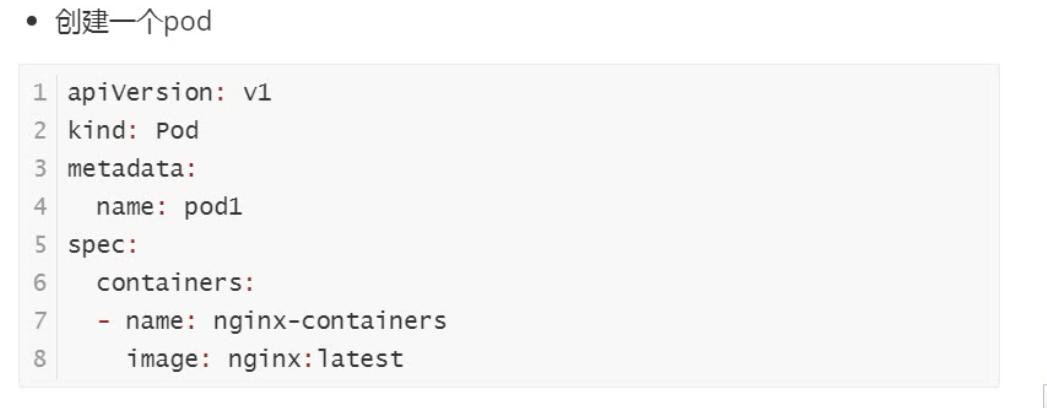 • 创建一个pod
1 apiVersion: v1
2 kind: Pod
3 metadata:
4   name: pod1
5 spec:
6   containers:
7   - name: nginx-containers
8     image: nginx:latest